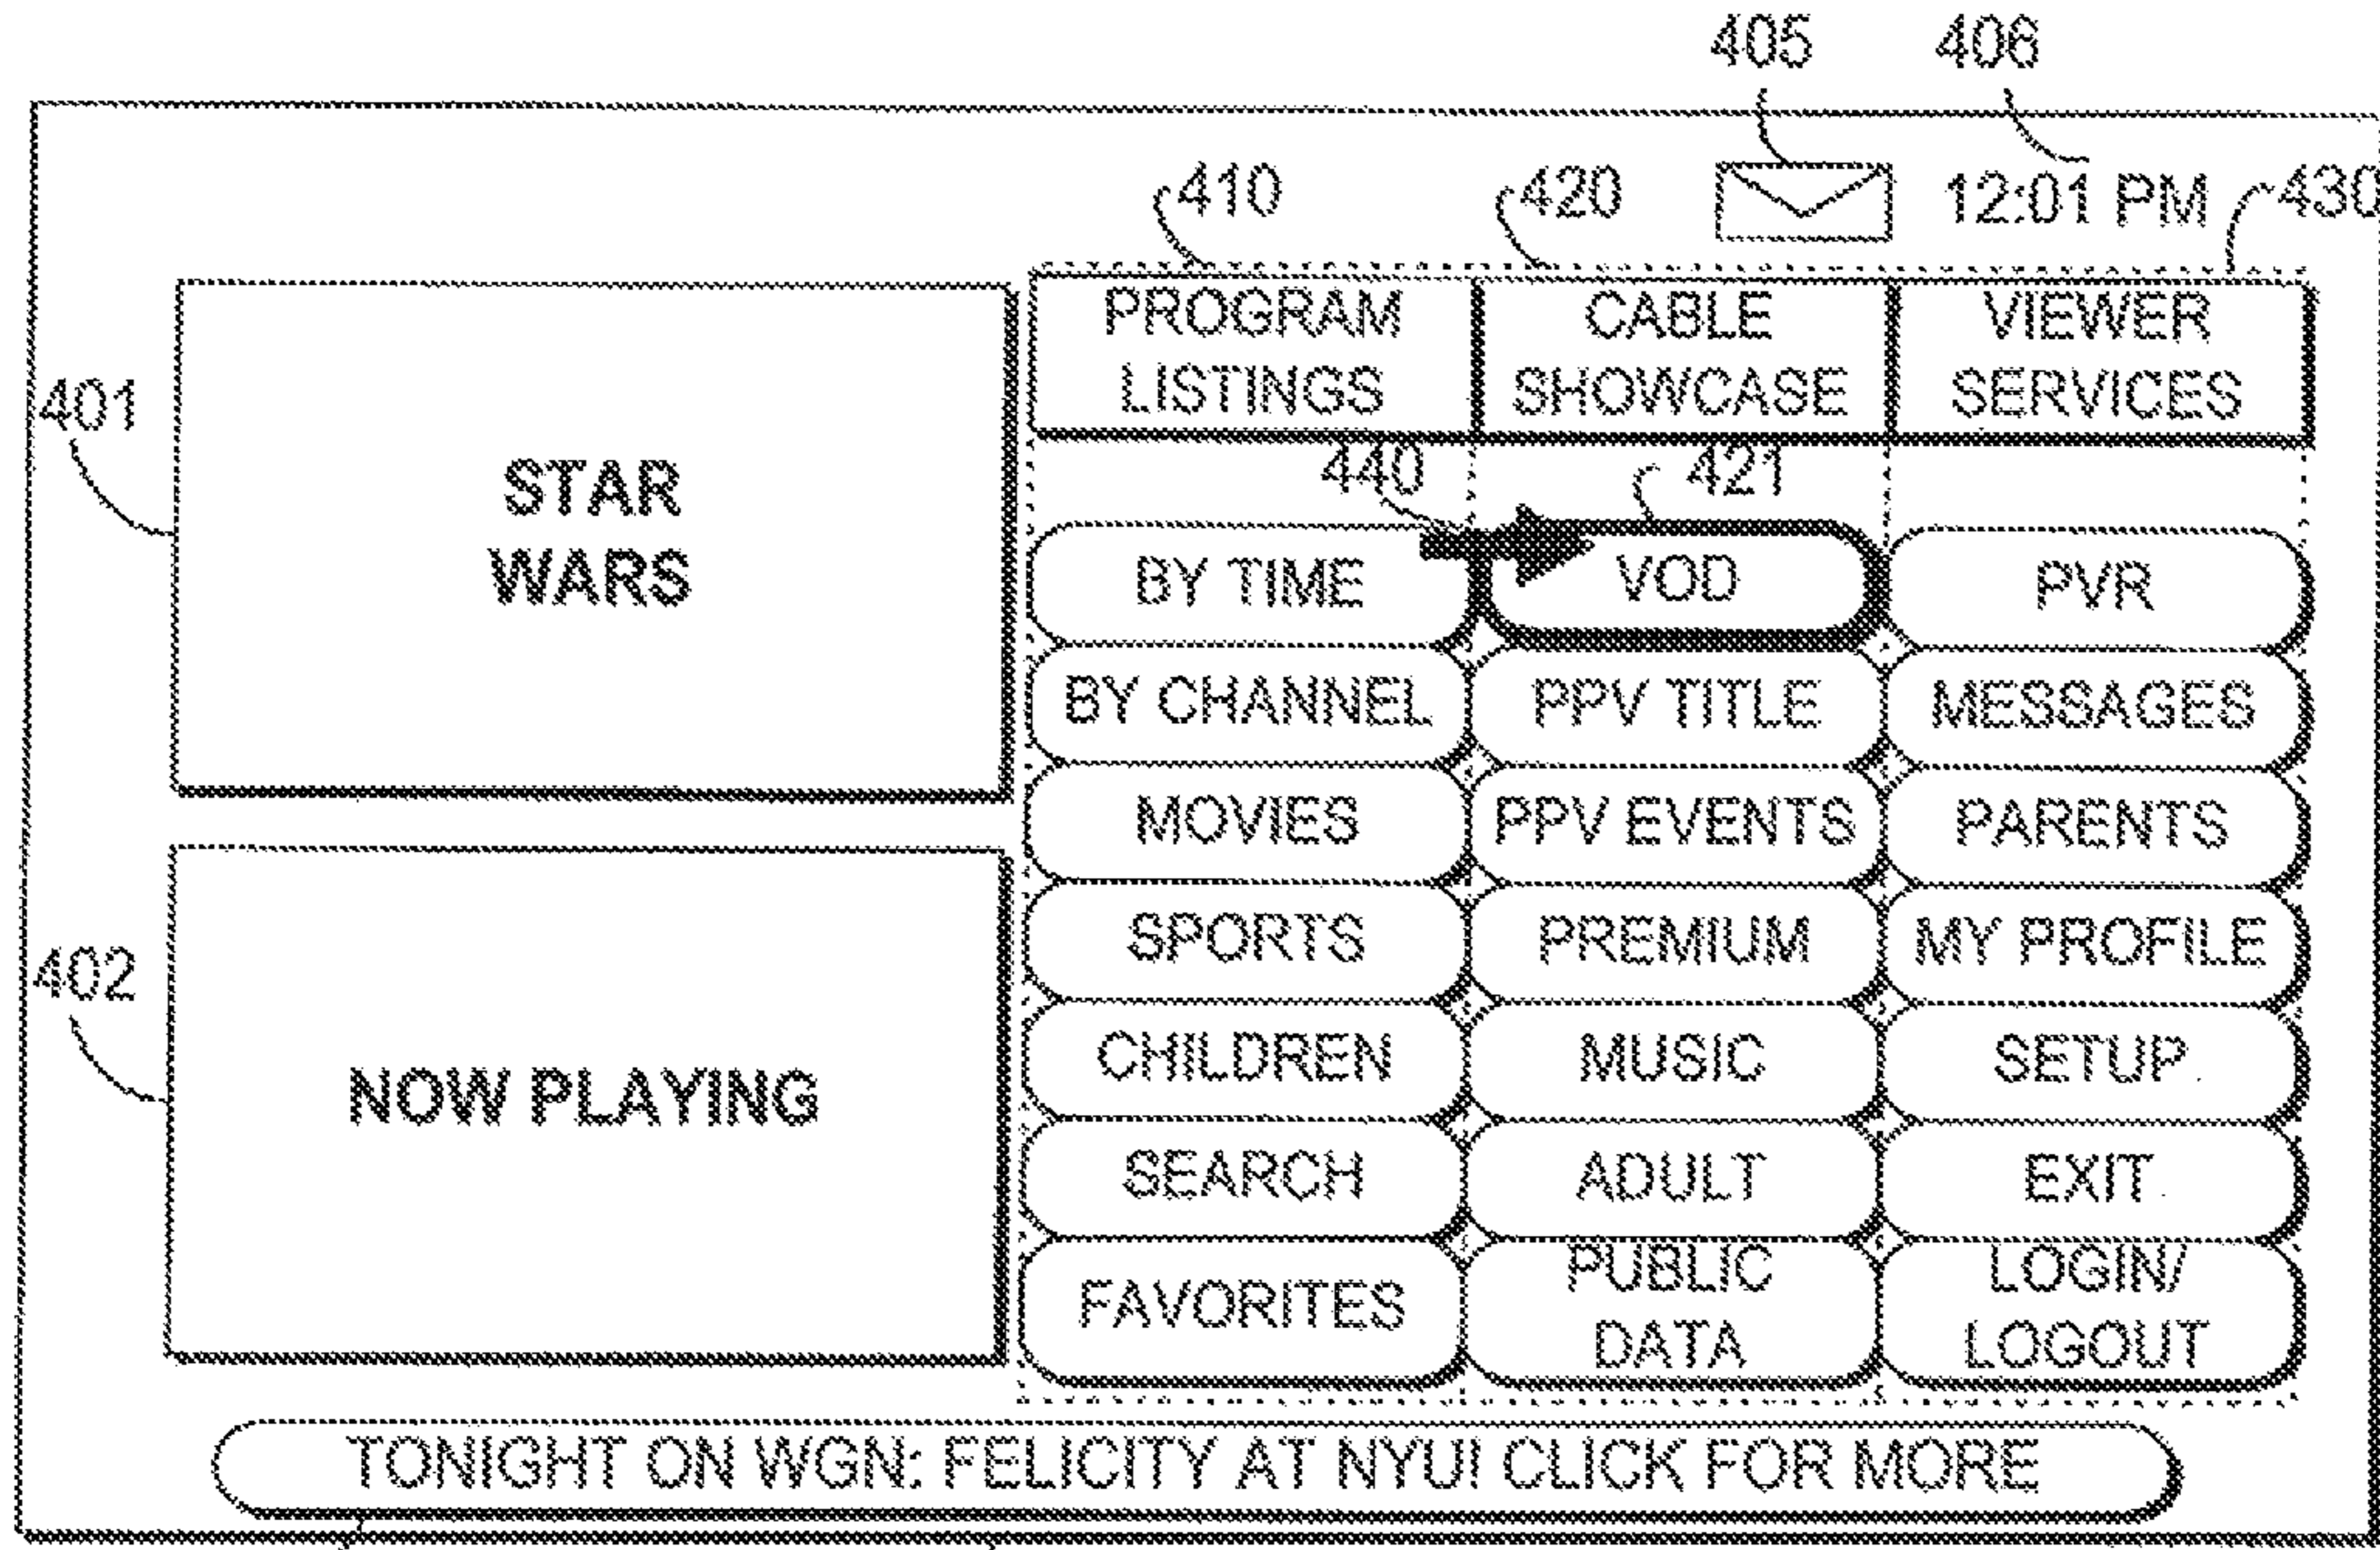 405 406
410 420 12:01 PM 430
PROGRAM LISTINGS
CABLE SHOWCASE
VIEWER SERVICES
401
STAR
WARS
440 421
BY TIME VOD PVR
BY CHANNEL PPV TITLE MESSAGES
MOVIES PPV EVENTS PARENTS
402
SPORTS PREMIUM MY PROFILE
NOW PLAYING
CHILDREN MUSIC SETUP
SEARCH ADULT EXIT
FAVORITES
PUBLIC
DATA
LOGIN/
LOGOUT
TONIGHT ON WGN: FELICITY AT NYU! CLICK FOR MORE